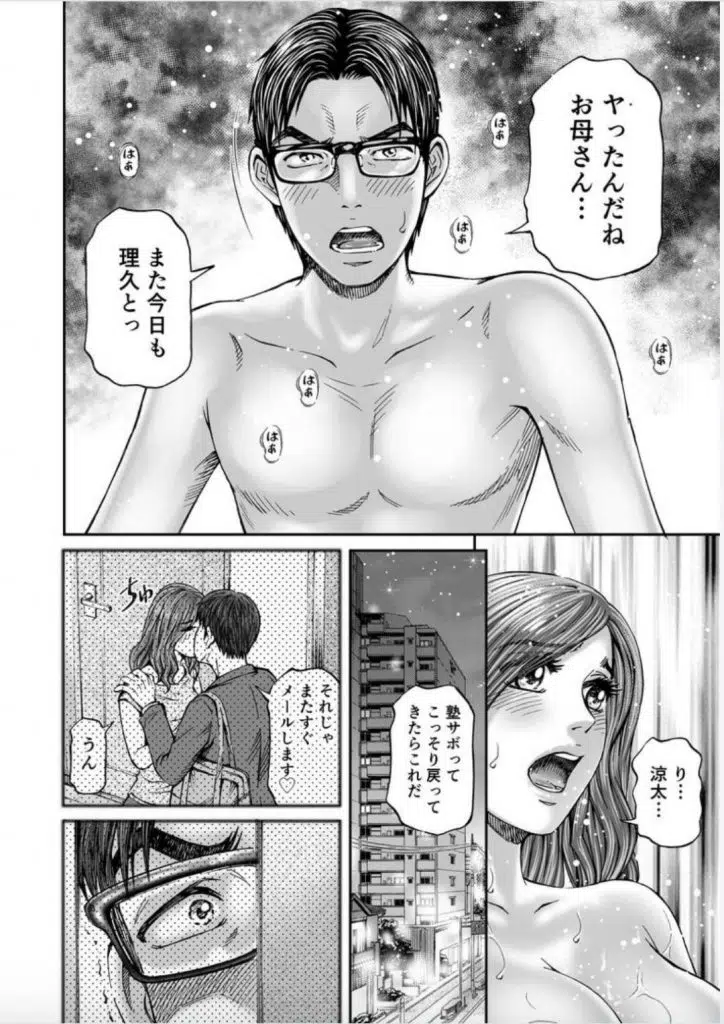 ヤったんだね
お母さん…
はぁ
はぁ
はぁ
また今日も
理久とっ
はぁ
はぁ
はぁ
り…
涼太…
塾サボって
こっそり戻って
きたらこれだ
ちゅ
それじゃ
またすぐ
メールします♡
うん